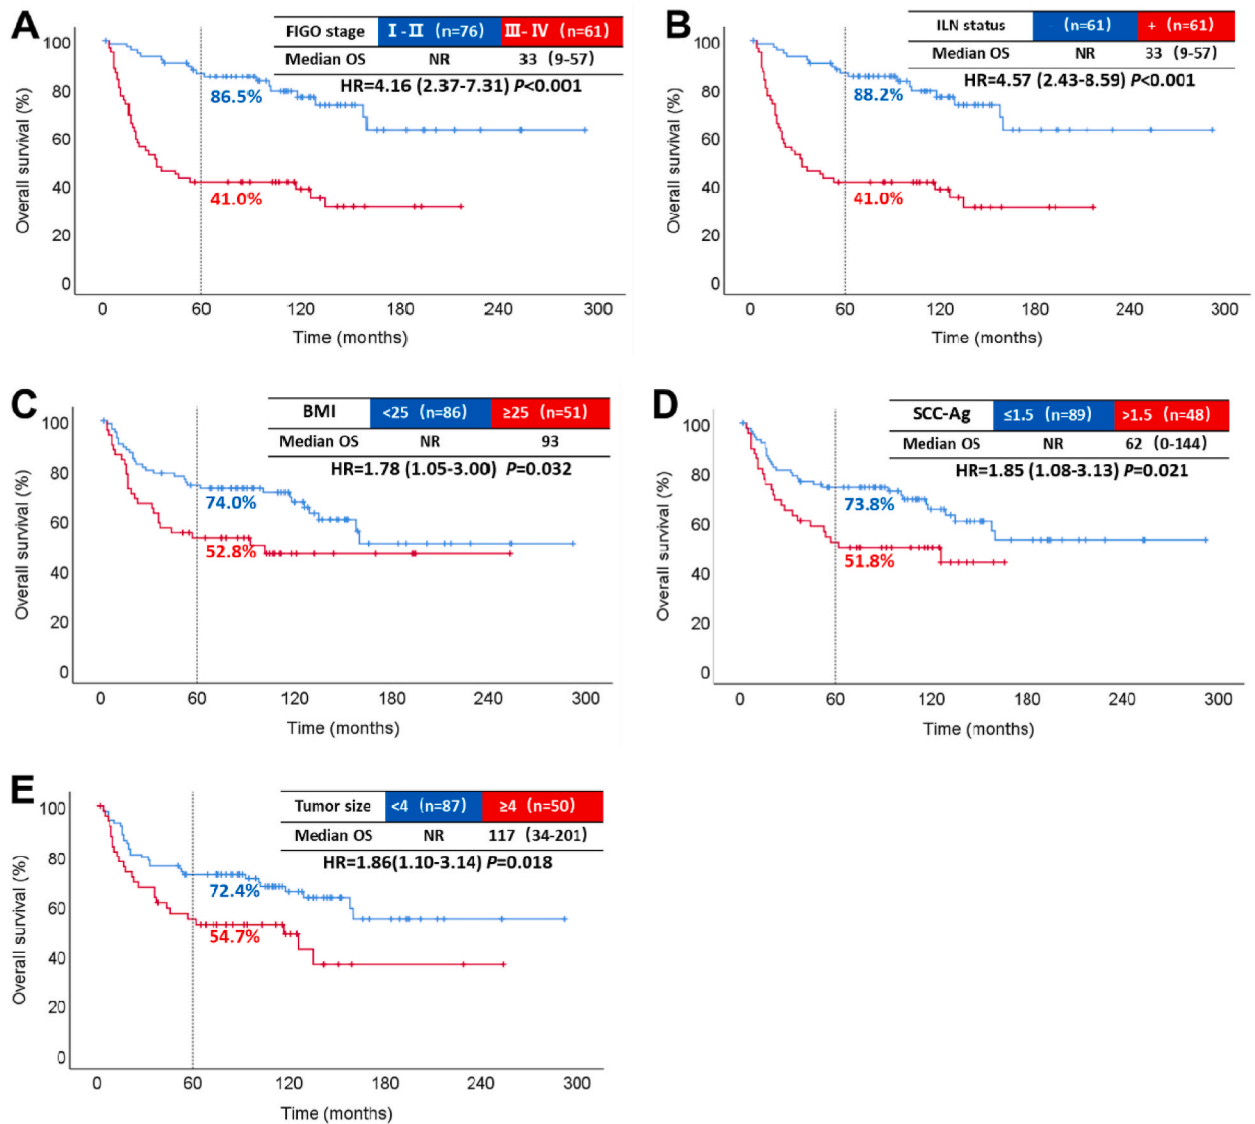 A
FIGO stage Ⅰ-Ⅱ (n=76) Ⅲ-Ⅳ (n=61)
Median OS NR 33 (9-57)
HR=4.16 (2.37-7.31) P<0.001
Overall survival (%)
100
80
60
40
20
0
86.5%
41.0%
0 60 120 180 240 300
Time (months)
B
ILN status - (n=61) + (n=61)
Median OS NR 33 (9-57)
HR=4.57 (2.43-8.59) P<0.001
Overall survival (%)
100
80
60
40
20
0
88.2%
41.0%
0 60 120 180 240 300
Time (months)
C
BMI <25 (n=86) ≥25 (n=51)
Median OS NR 93
HR=1.78 (1.05-3.00) P=0.032
Overall survival (%)
100
80
60
40
20
0
74.0%
52.8%
0 60 120 180 240 300
Time (months)
D
SCC-Ag ≤1.5 (n=89) >1.5 (n=48)
Median OS NR 62 (0-144)
HR=1.85 (1.08-3.13) P=0.021
Overall survival (%)
100
80
60
40
20
0
73.8%
51.8%
0 60 120 180 240 300
Time (months)
E
Tumor size <4 (n=87) ≥4 (n=50)
Median OS NR 117 (34-201)
HR=1.86(1.10-3.14) P=0.018
Overall survival (%)
100
80
60
40
20
0
72.4%
54.7%
0 60 120 180 240 300
Time (months)